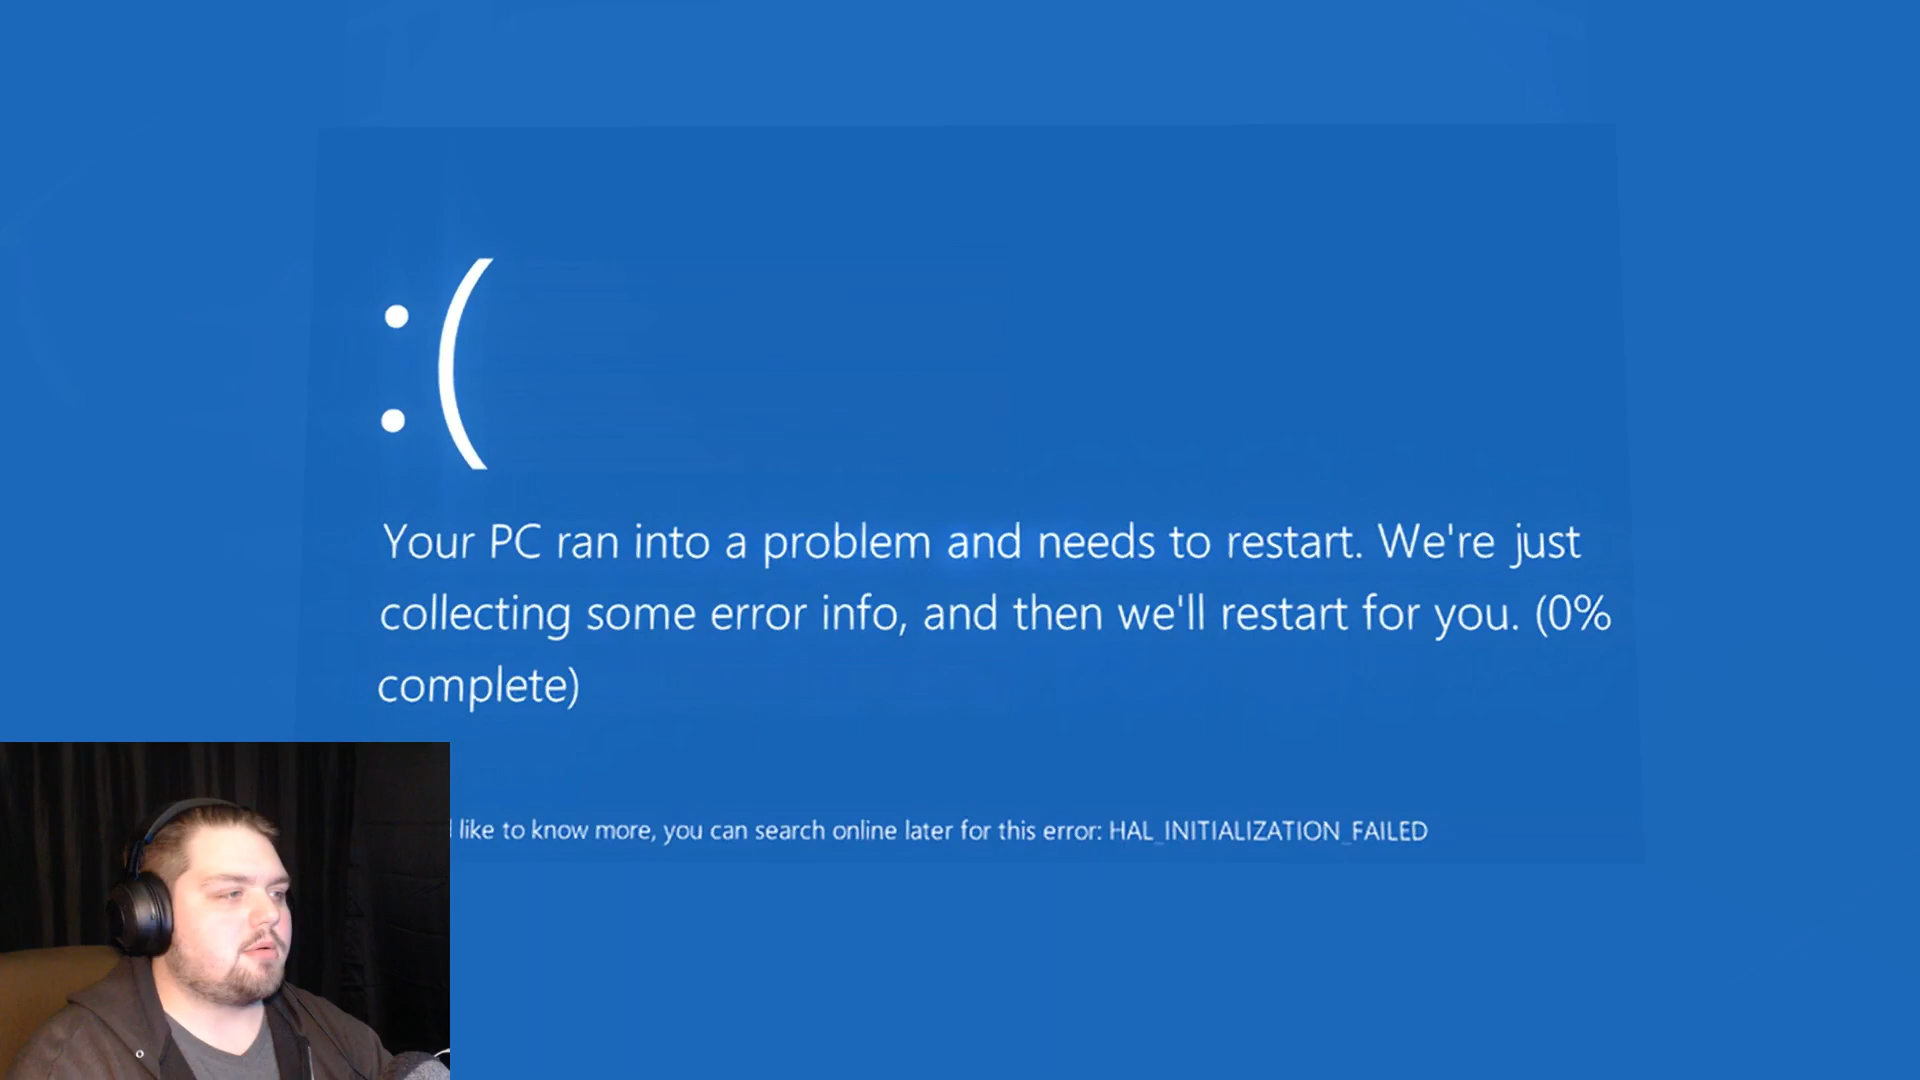 :(
Your PC ran into a problem and needs to restart. We're just
collecting some error info, and then we'll restart for you. (0%
complete)
like to know more, you can search online later for this error: HAL_INITIALIZATION_FAILED